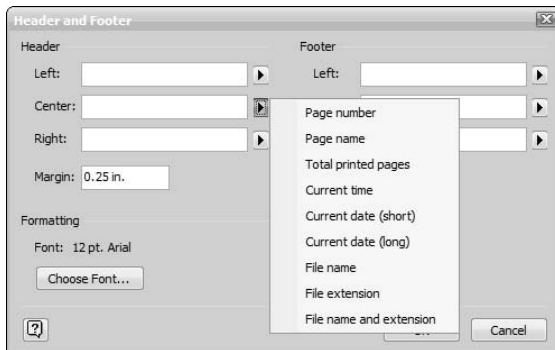 Header and Footer
Header
Footer
Left:
Left:
Center:
Page number
Page name
Right:
Total printed pages
Margin: 0.25 in.
Current time
Current date (short)
Formatting
Current date (long)
Font: 12 pt. Arial
File name
Choose Font...
File extension
File name and extension
Cancel